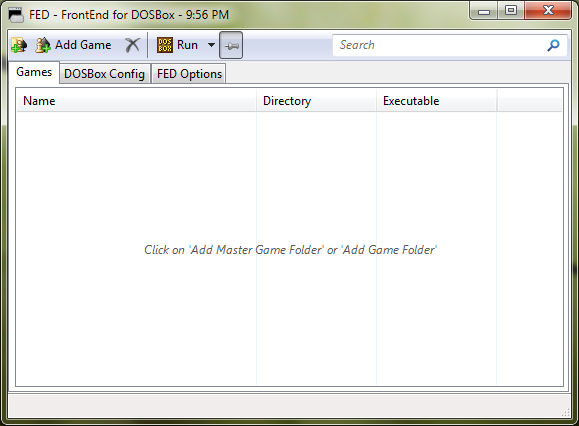 FED - FrontEnd for DOSBox - 9:56 PM
Add Game DOS BOX Run Search
Games DOSBox Config FED Options
Name Directory Executable
Click on 'Add Master Game Folder' or 'Add Game Folder'